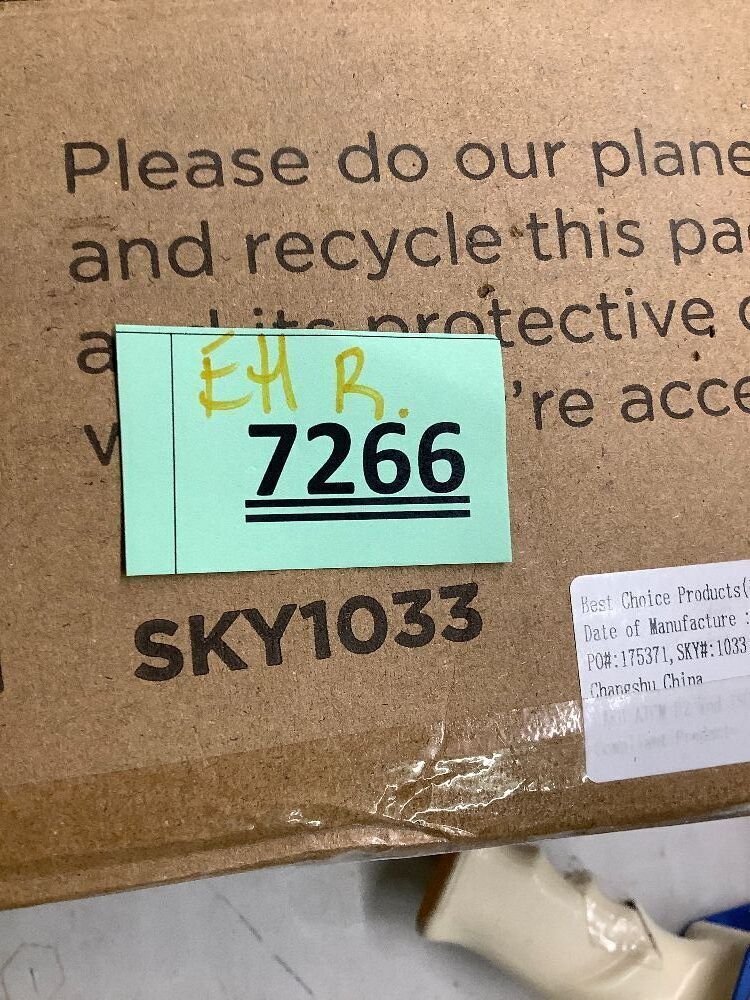 Please do our plane
and recycle this pa
its protective
're acce
EH R.
7266
SKY1033
Best Choice Products(
Date of Manufacture :
PO#:175371,SKY#:1033
Changshu China